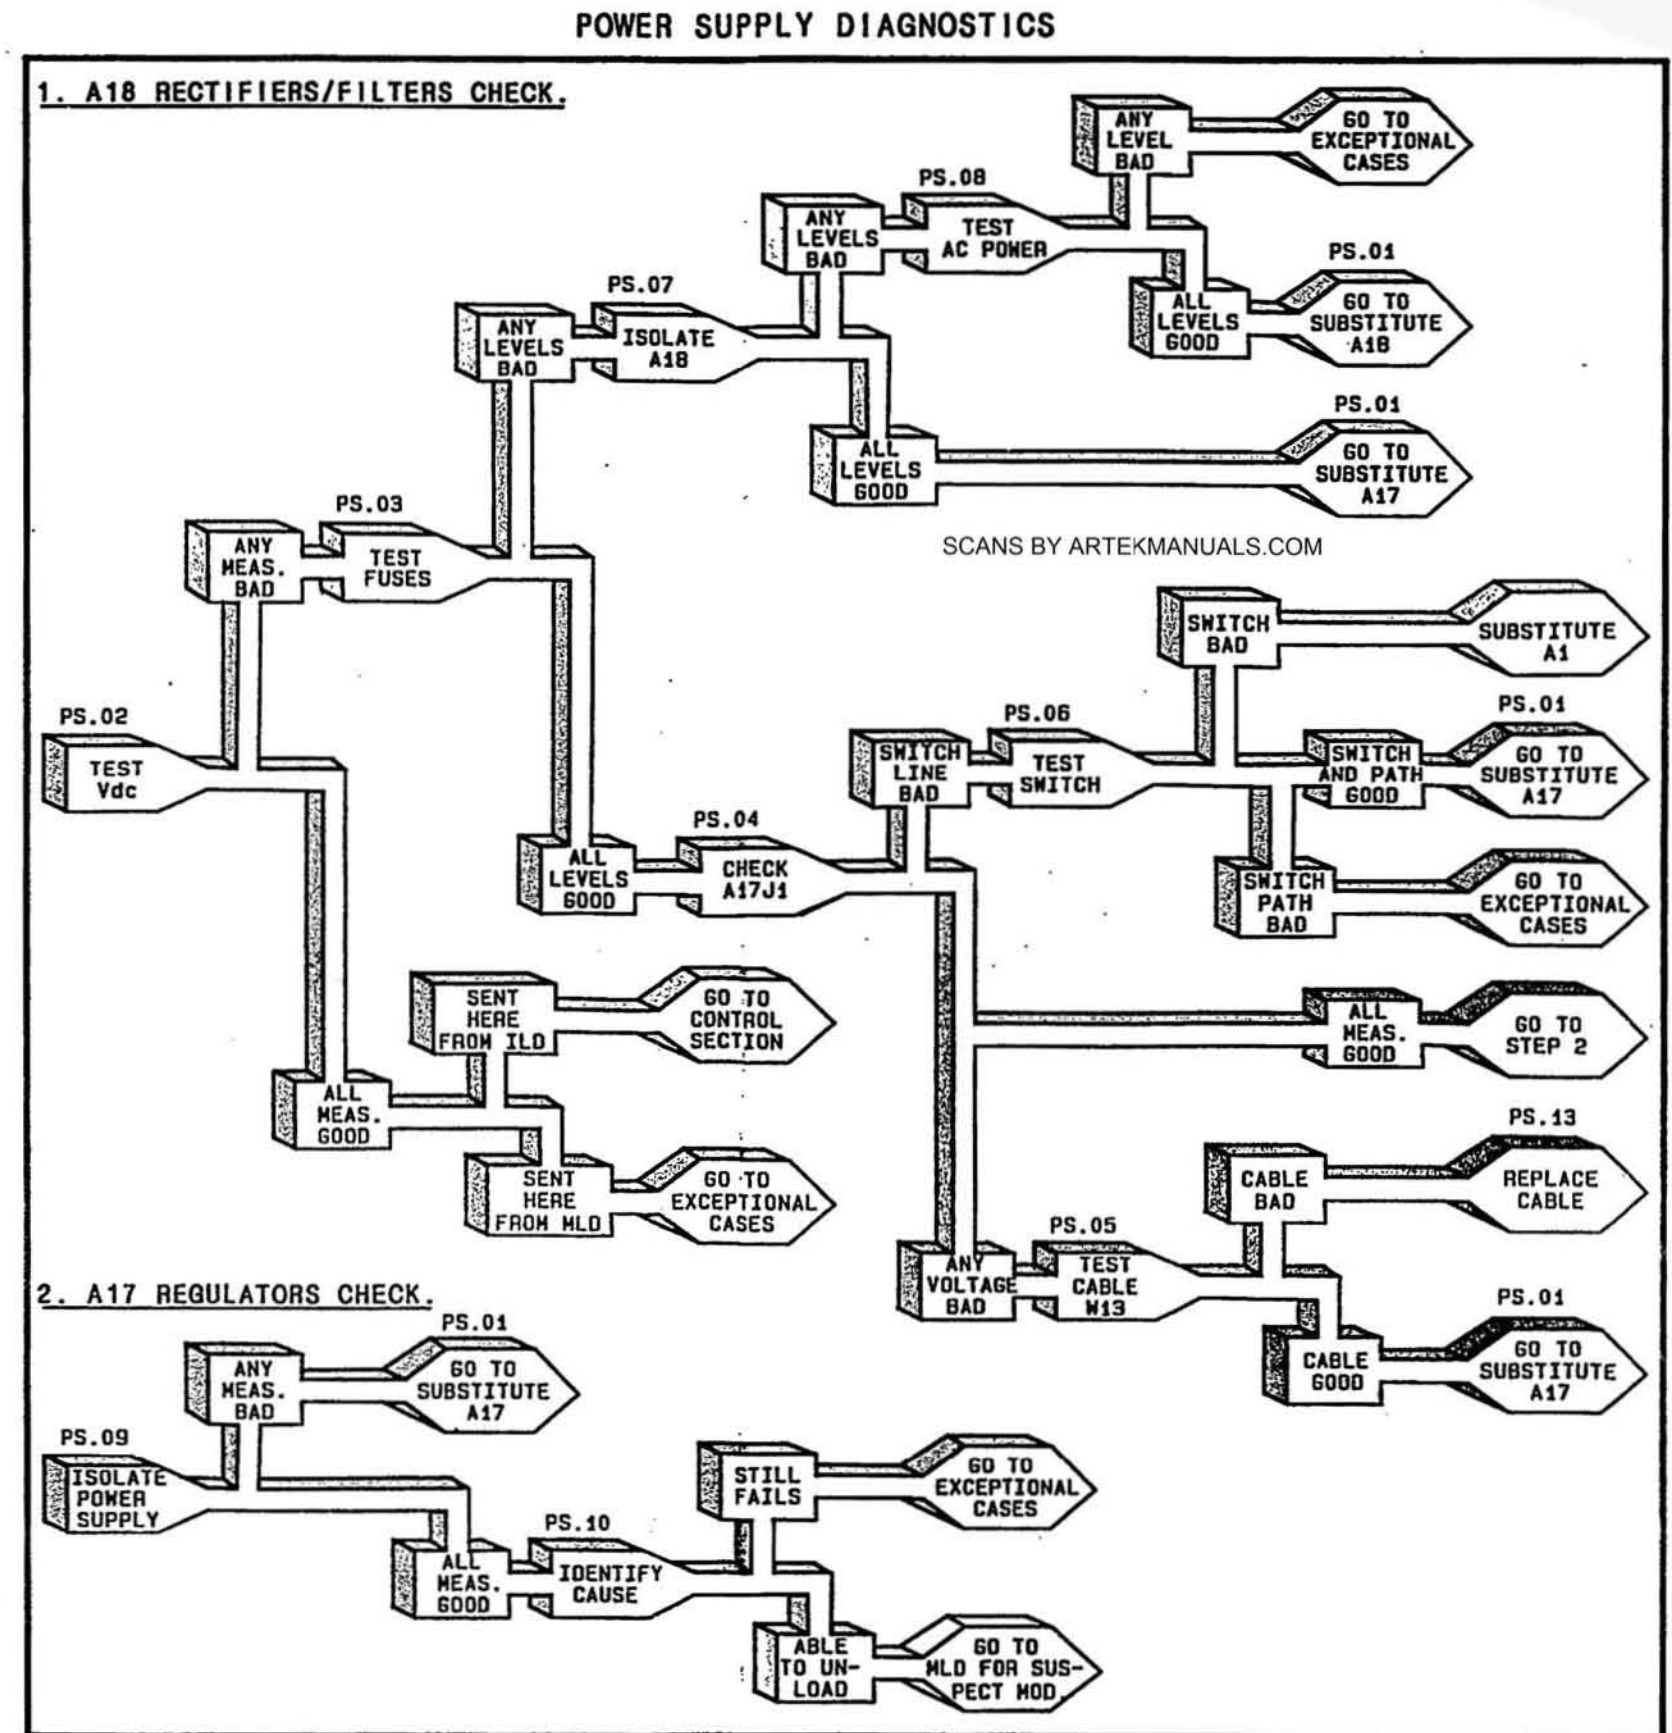 POWER SUPPLY DIAGNOSTICS
1. A18 RECTIFIERS/FILTERS CHECK.
ANY
LEVEL
BAD
GO TO
EXCEPTIONAL
CASES
PS.08
ANY
LEVELS
BAD
TEST
AC POWER
PS.01
ALL
LEVELS
GOOD
GO TO
SUBSTITUTE
A18
PS.07
ANY
LEVELS
BAD
ISOLATE
A18
PS.01
ALL
LEVELS
GOOD
GO TO
SUBSTITUTE
A17
PS.03
ANY
MEAS.
BAD
TEST
FUSES
SCANS BY ARTEKMANUALS.COM
SWITCH
BAD
SUBSTITUTE
A1
PS.02
TEST
Vdc
PS.06
SWITCH
LINE
BAD
TEST
SWITCH
PS.01
SWITCH
AND PATH
GOOD
GO TO
SUBSTITUTE
A17
PS.04
ALL
LEVELS
GOOD
CHECK
A17J1
SWITCH
PATH
BAD
GO TO
EXCEPTIONAL
CASES
SENT
HERE
FROM ILD
GO TO
CONTROL
SECTION
ALL
MEAS.
GOOD
GO TO
STEP 2
ALL
MEAS.
GOOD
SENT
HERE
FROM MLD
GO TO
EXCEPTIONAL
CASES
PS.13
CABLE
BAD
REPLACE
CABLE
PS.05
ANY
VOLTAGE
BAD
TEST
CABLE
W13
PS.01
CABLE
GOOD
GO TO
SUBSTITUTE
A17
2. A17 REGULATORS CHECK.
PS.01
ANY
MEAS.
BAD
GO TO
SUBSTITUTE
A17
PS.09
ISOLATE
POWER
SUPPLY
STILL
FAILS
GO TO
EXCEPTIONAL
CASES
PS.10
ALL
MEAS.
GOOD
IDENTIFY
CAUSE
ABLE
TO UN-
LOAD
GO TO
MLD FOR SUS-
PECT MOD.